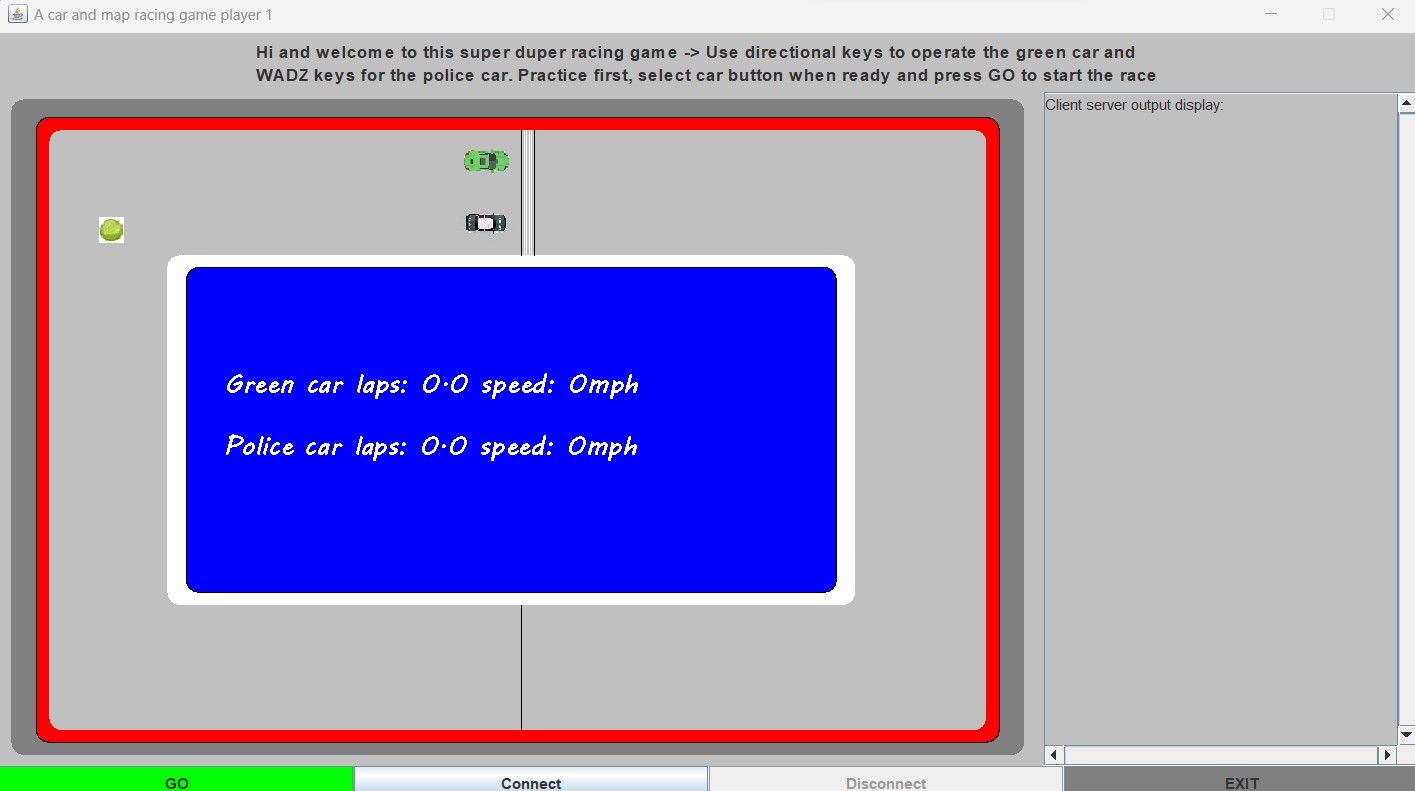 A car and map racing game player 1
Hi and welcome to this super duper racing game -> Use directional keys to operate the green car and
WADZ keys for the police car. Practice first, select car button when ready and press GO to start the race
Client server output display:
Green car laps: 0.0 speed: 0mph
Police car laps: 0.0 speed: 0mph
GO
Connect
Disconnect
EXIT